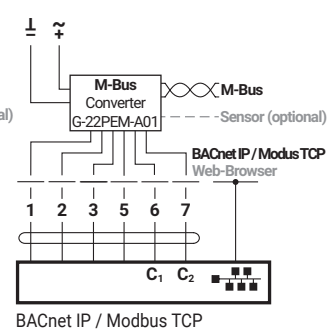 ⊥ ~
− +
M-Bus
Converter
G-22PEM-A01
M-Bus
al)
Sensor (optional)
BACnet IP / Modus TCP
Web-Browser
1 2 3 5 6 7
C₁ C₂
BACnet IP / Modbus TCP